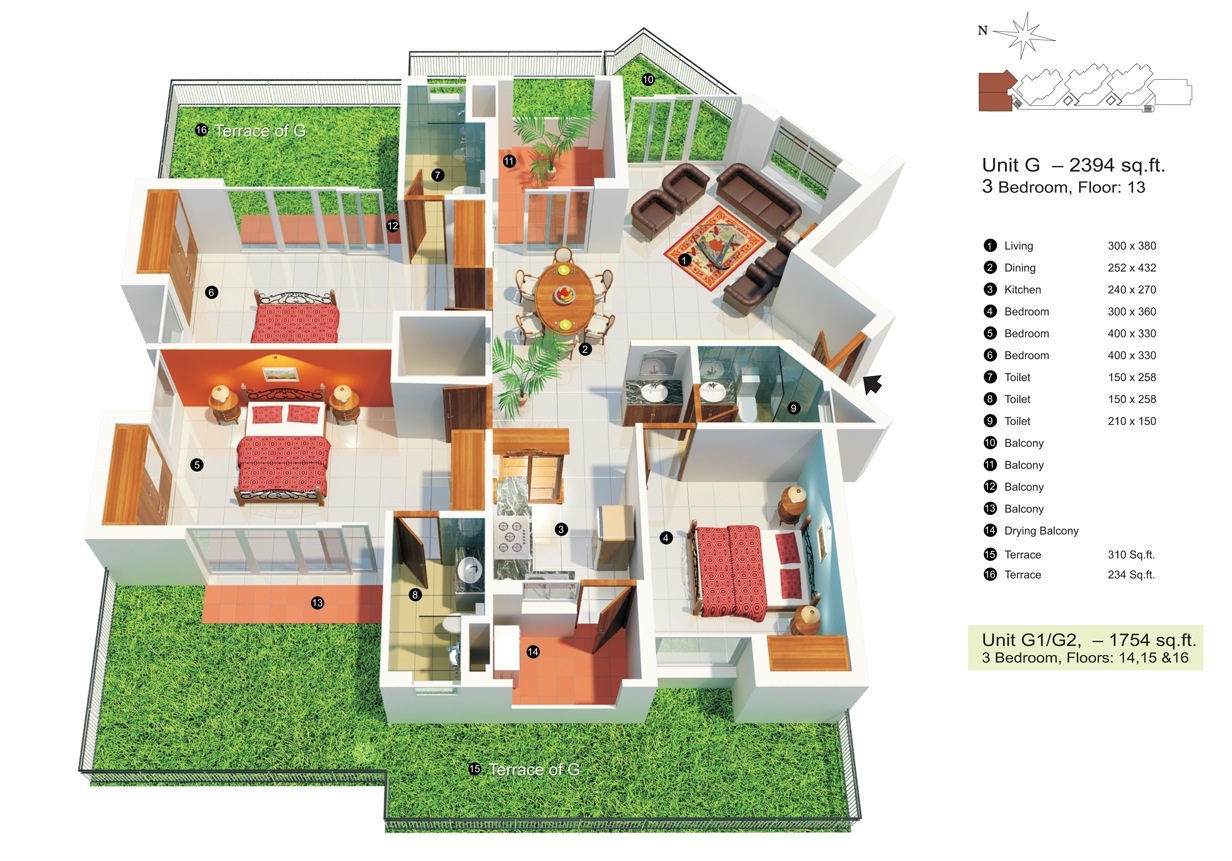 N
Unit G – 2394 sq.ft.
3 Bedroom, Floor: 13
1 Living 300 x 380
2 Dining 252 x 432
3 Kitchen 240 x 270
4 Bedroom 300 x 360
5 Bedroom 400 x 330
6 Bedroom 400 x 330
7 Toilet 150 x 258
8 Toilet 150 x 258
9 Toilet 210 x 150
10 Balcony
11 Balcony
12 Balcony
13 Balcony
14 Drying Balcony
15 Terrace 310 Sq.ft.
16 Terrace 234 Sq.ft.
Unit G1/G2, – 1754 sq.ft.
3 Bedroom, Floors: 14,15 &16
10
16 Terrace of G
11
7
12
1
6
2
9
5
3
4
8
13
14
15 Terrace of G